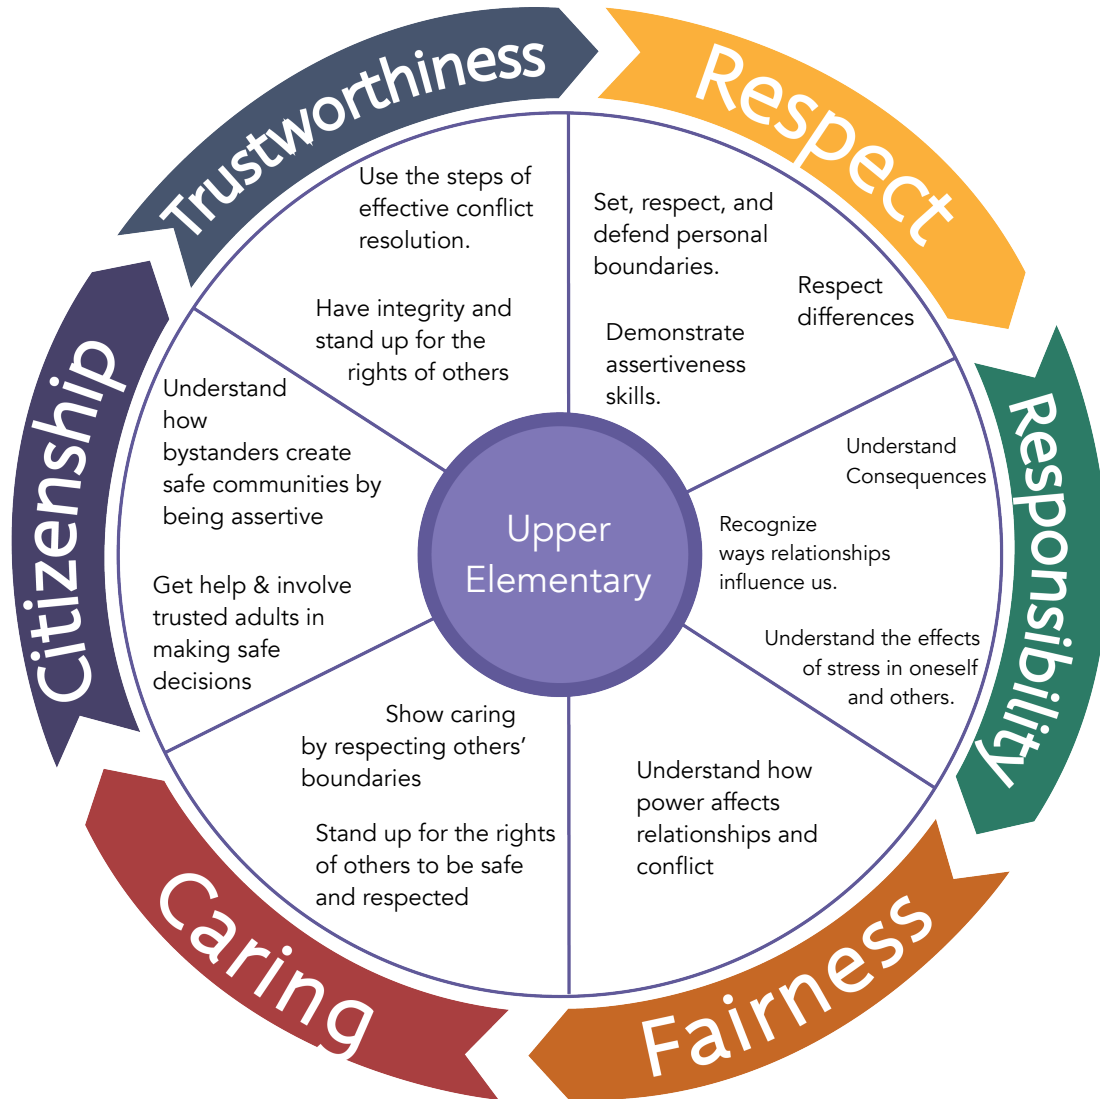 Trustworthiness
Use the steps of
effective conflict
resolution.
Have integrity and
stand up for the
rights of others
Respect
Set, respect, and
defend personal
boundaries.
Respect
differences
Demonstrate
assertiveness
skills.
Responsibility
Understand
Consequences
Recognize
ways relationships
influence us.
Understand the effects
of stress in oneself
and others.
Fairness
Understand how
power affects
relationships and
conflict
Caring
Show caring
by respecting others’
boundaries
Stand up for the rights
of others to be safe
and respected
Citizenship
Understand
how
bystanders create
safe communities by
being assertive
Get help & involve
trusted adults in
making safe
decisions
Upper
Elementary